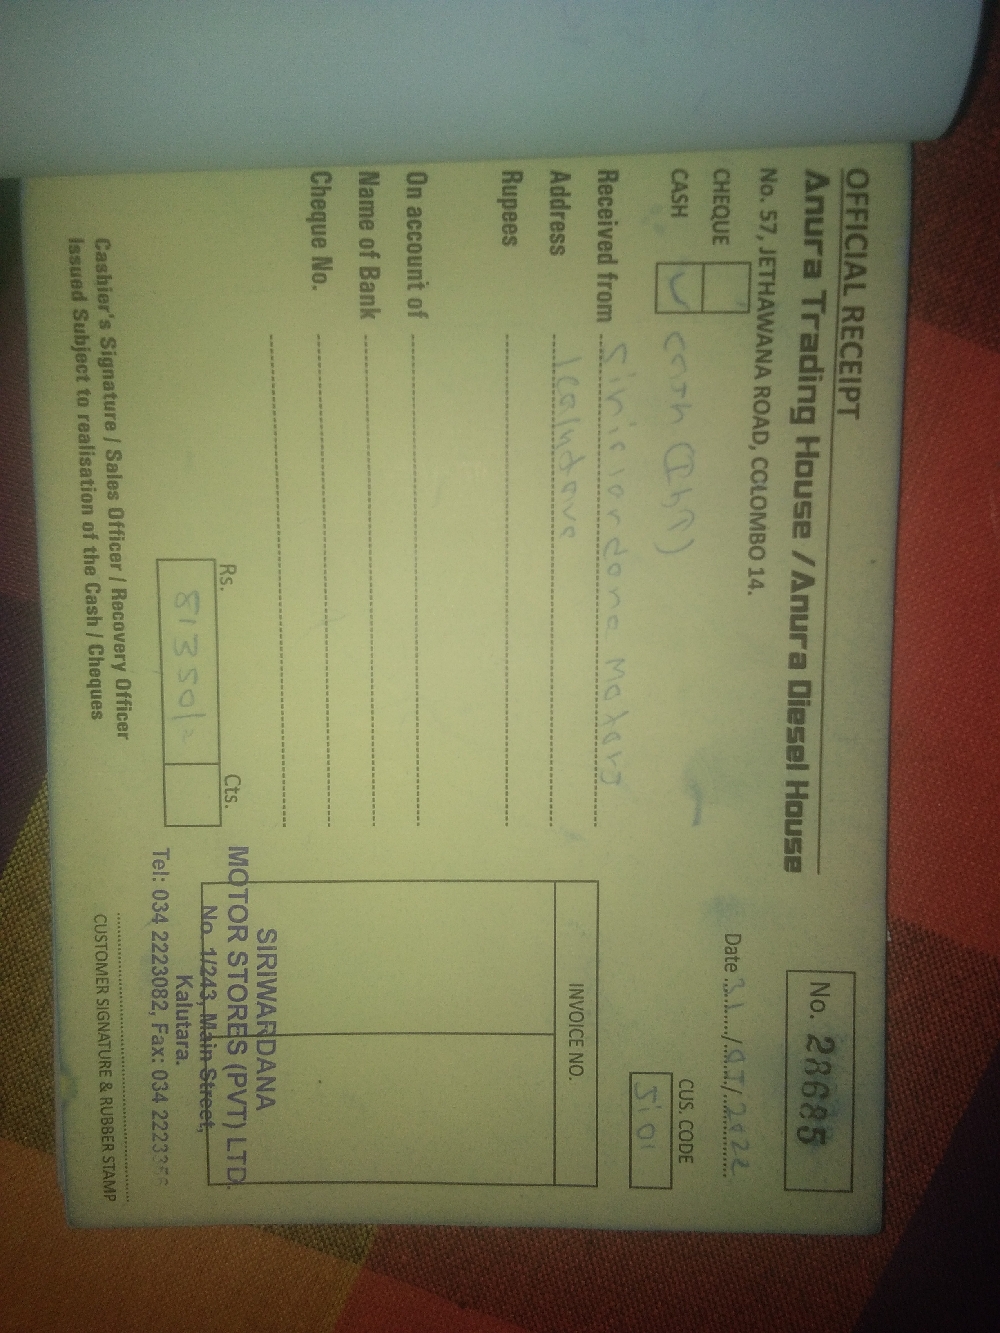 OFFICIAL RECEIPT
Anura Trading House / Anura Diesel House
No. 57, JETHAWANA ROAD, COLOMBO 14.
No. 28685
Date 31/05/2022
CHEQUE
CASH
CUS. CODE
Si 01
Received from Siriwardana Motors
Address kalutara
Rupees
On account of
Name of Bank
Cheque No.
INVOICE NO.
Rs. Cts.
81350/=
SIRIWARDANA
MOTOR STORES (PVT) LTD.
No. 1/243, Main Street,
Kalutara.
Tel: 034 2223082, Fax: 034
Cashier's Signature / Sales Officer / Recovery Officer
Issued Subject to realisation of the Cash / Cheques
CUSTOMER SIGNATURE & RUBBER STAMP